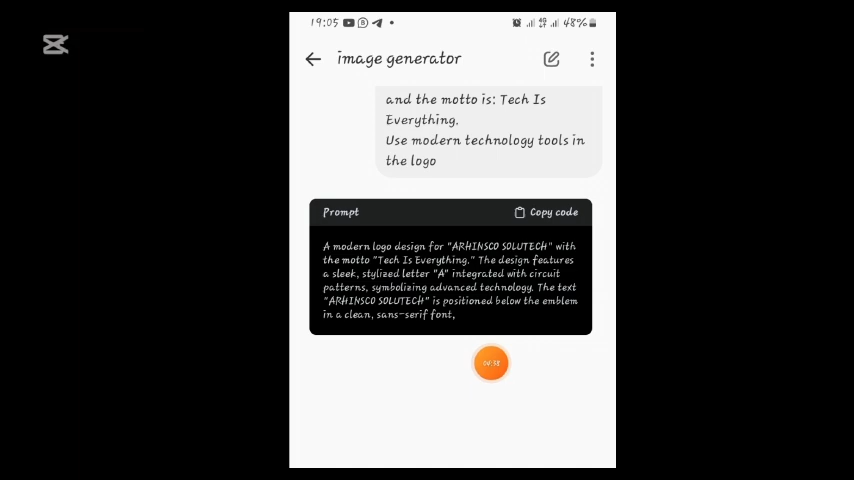 19:05 48%
image generator
and the motto is: Tech Is
Everything.
Use modern technology tools in
the logo
Prompt Copy code
A modern logo design for "ARHINSCO SOLUTECH" with
the motto "Tech Is Everything." The design features
a sleek, stylized letter "A" integrated with circuit
patterns, symbolizing advanced technology. The text
"ARHINSCO SOLUTECH" is positioned below the emblem
in a clean, sans-serif font,